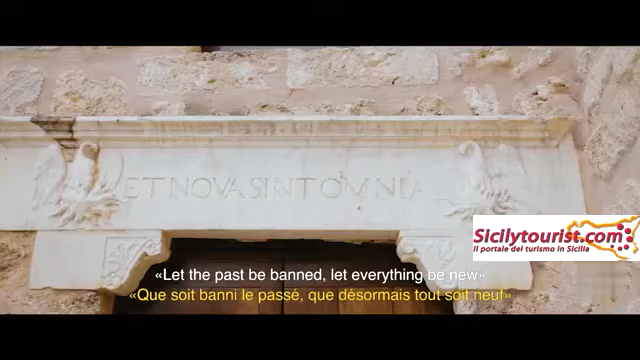 ETNOVASINTOMNIA
Sicilytourist.com
il portale del turismo in Sicilia
«Let the past be banned, let everything be new»
«Que soit banni le passé, que désormais tout soit neuf»